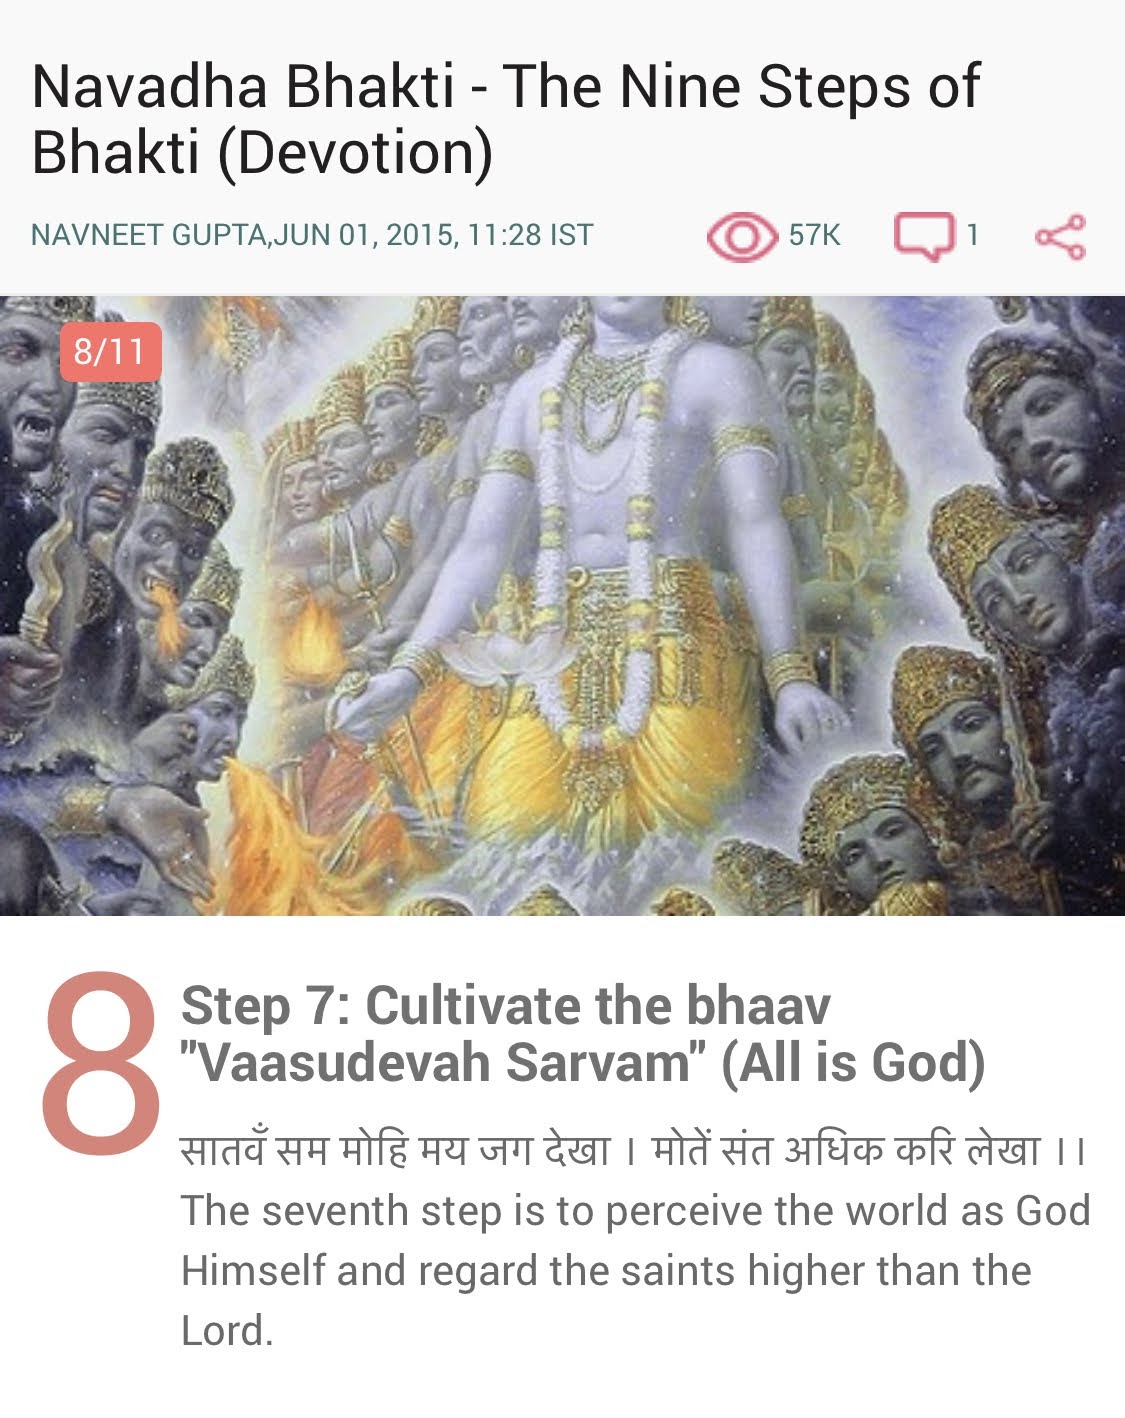 Navadha Bhakti - The Nine Steps of
Bhakti (Devotion)
NAVNEET GUPTA,JUN 01, 2015, 11:28 IST
57K
1
8/11
8
Step 7: Cultivate the bhaav
"Vaasudevah Sarvam" (All is God)
सातवँ सम मोहि मय जग देखा । मोतें संत अधिक करि लेखा ।।
The seventh step is to perceive the world as God
Himself and regard the saints higher than the
Lord.